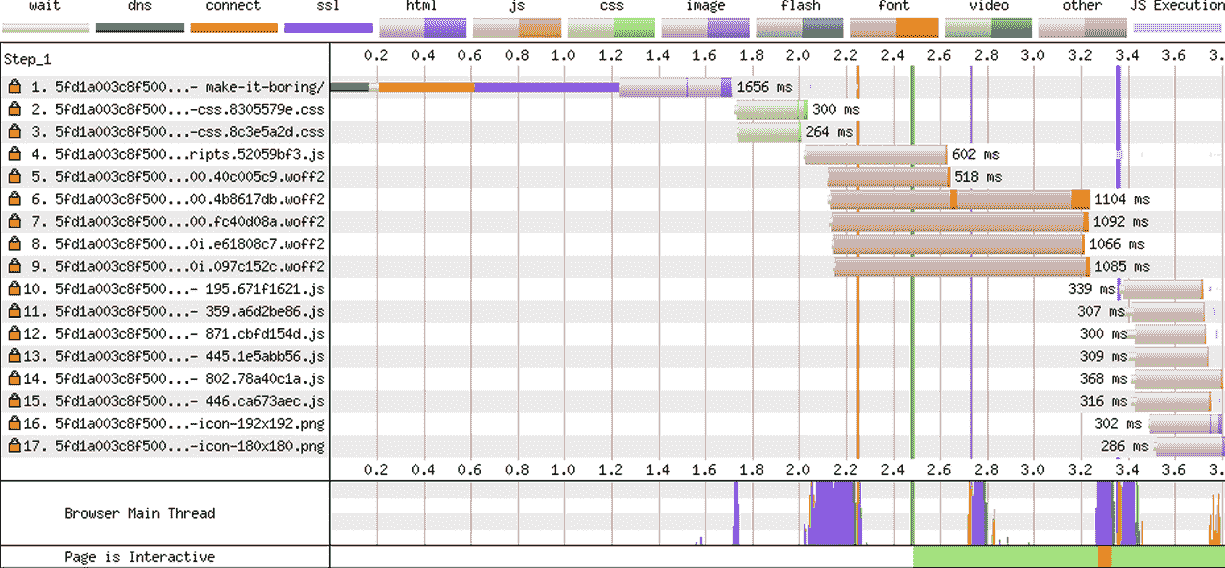 wait dns connect ssl html js css image flash font video other JS Execution
0.2 0.4 0.6 0.8 1.0 1.2 1.4 1.6 1.8 2.0 2.2 2.4 2.6 2.8 3.0 3.2 3.4 3.6 3.
Step_1
1. 5fd1a003c8f500...- make-it-boring/ 1656 ms
2. 5fd1a003c8f500...-css.8305579e.css 300 ms
3. 5fd1a003c8f500...-css.8c3e5a2d.css 264 ms
4. 5fd1a003c8f500...ripts.52059bf3.js 602 ms
5. 5fd1a003c8f500...00.40c005c9.woff2 518 ms
6. 5fd1a003c8f500...00.4b8617db.woff2 1104 ms
7. 5fd1a003c8f500...00.fc40d08a.woff2 1092 ms
8. 5fd1a003c8f500...0i.e61808c7.woff2 1066 ms
9. 5fd1a003c8f500...0i.097c152c.woff2 1085 ms
10. 5fd1a003c8f500...- 195.671f1621.js 339 ms
11. 5fd1a003c8f500...- 359.a6d2be86.js 307 ms
12. 5fd1a003c8f500...- 871.cbfd154d.js 300 ms
13. 5fd1a003c8f500...- 445.1e5abb56.js 309 ms
14. 5fd1a003c8f500...- 802.78a40c1a.js 368 ms
15. 5fd1a003c8f500...- 446.ca673aec.js 316 ms
16. 5fd1a003c8f500...-icon-192x192.png 302 ms
17. 5fd1a003c8f500...-icon-180x180.png 286 ms
0.2 0.4 0.6 0.8 1.0 1.2 1.4 1.6 1.8 2.0 2.2 2.4 2.6 2.8 3.0 3.2 3.4 3.6 3.
Browser Main Thread
Page is Interactive